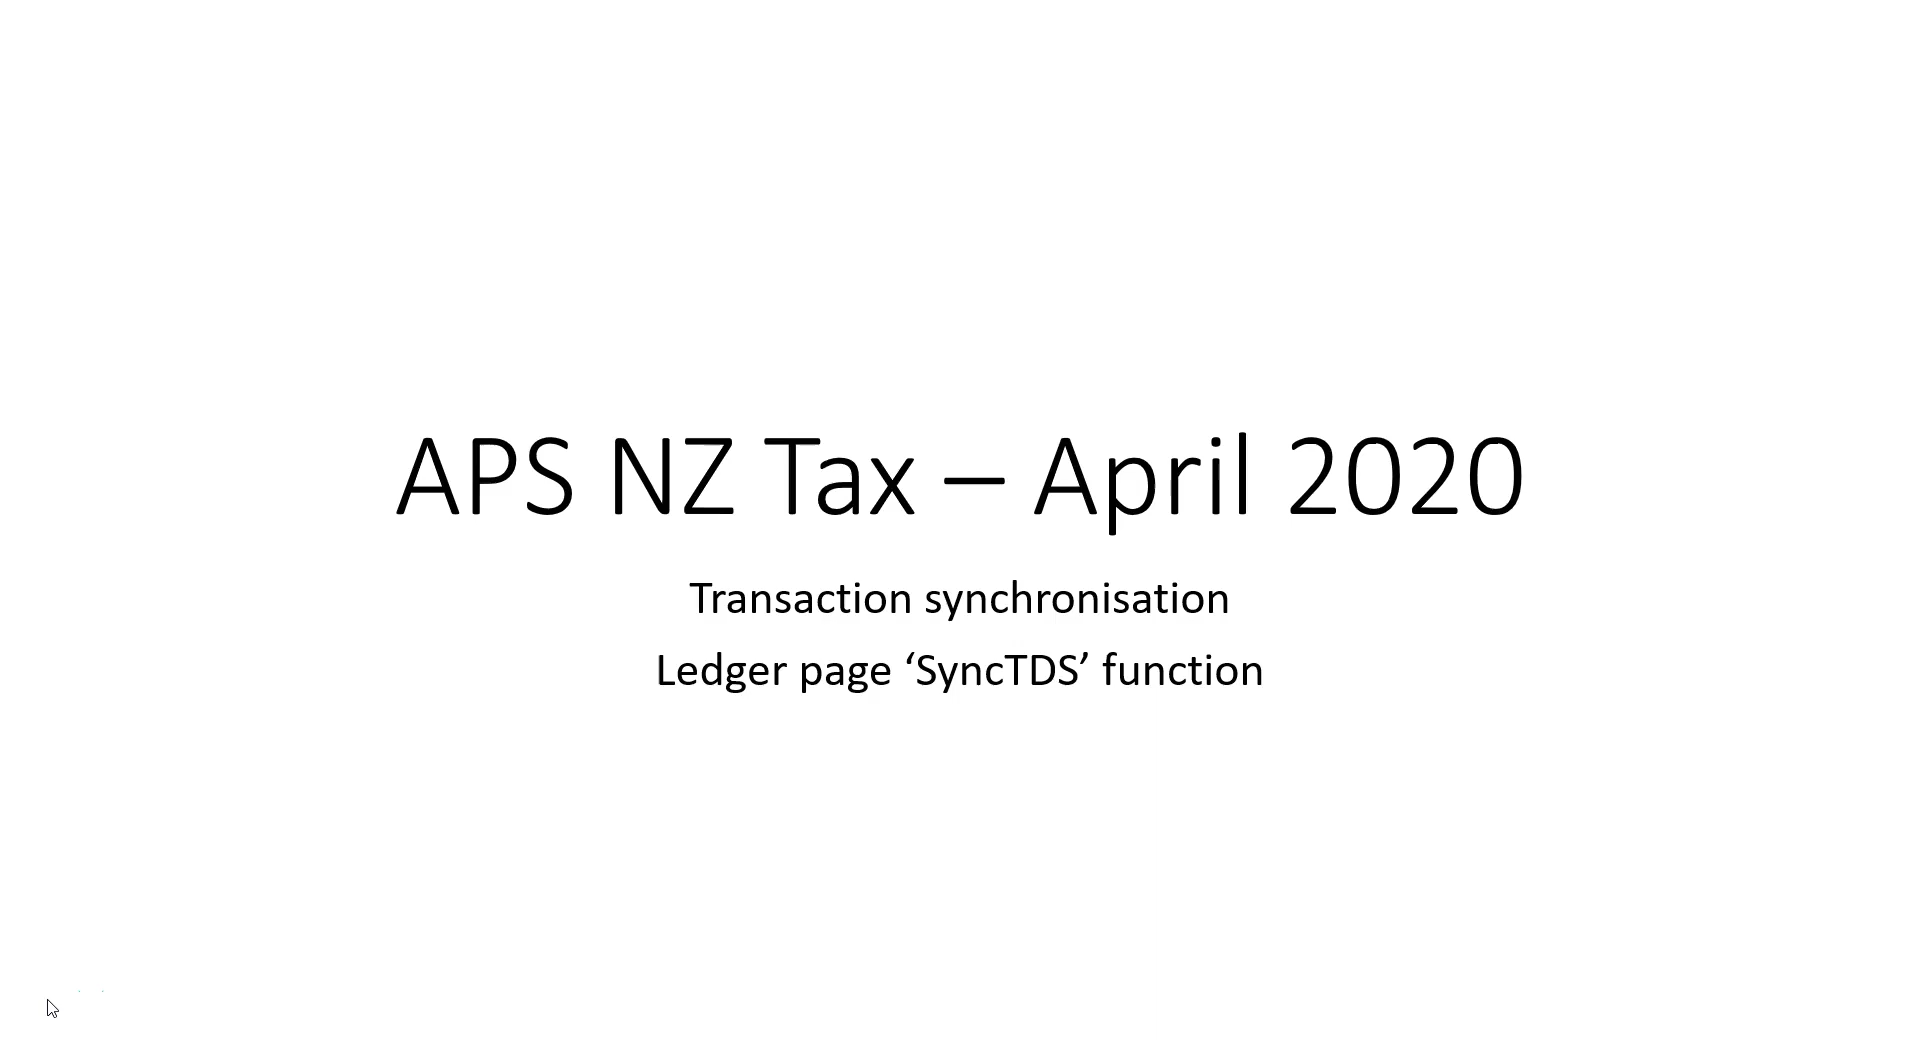 APS NZ Tax – April 2020
Transaction synchronisation
Ledger page ‘SyncTDS’ function